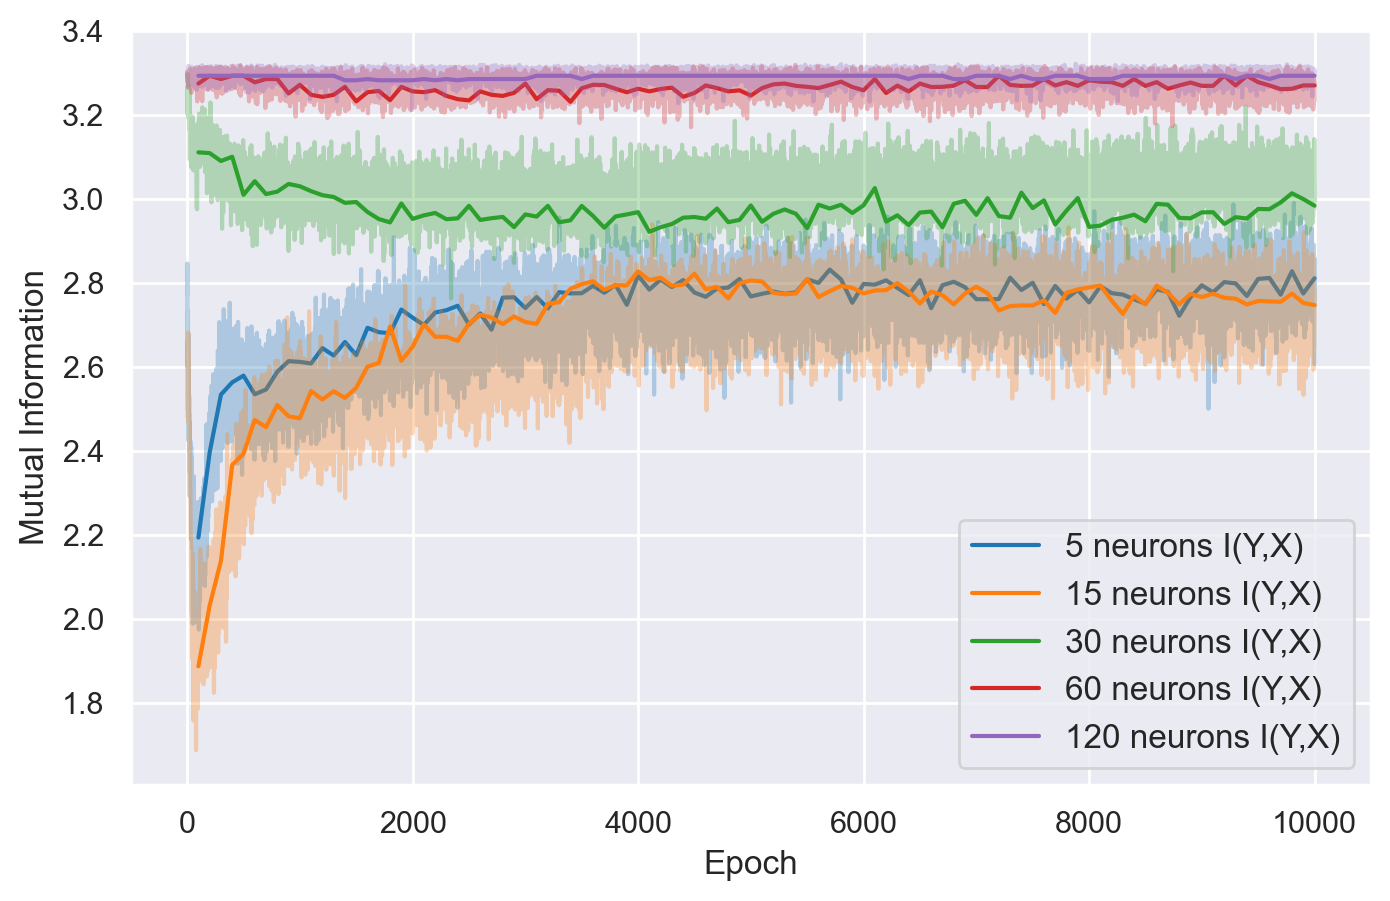 3.4
3.2
3.0
2.8
2.6
2.4
2.2
2.0
1.8
Mutual Information
0
2000
4000
6000
8000
10000
Epoch
5 neurons I(Y,X)
15 neurons I(Y,X)
30 neurons I(Y,X)
60 neurons I(Y,X)
120 neurons I(Y,X)